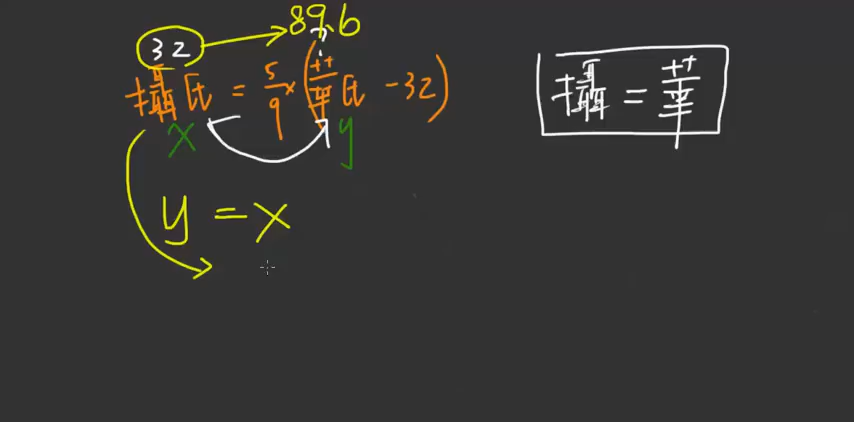 32 → 89.6
攝氏 = 5/9 × (華氏 - 32)
攝 = 華
x y
y = x